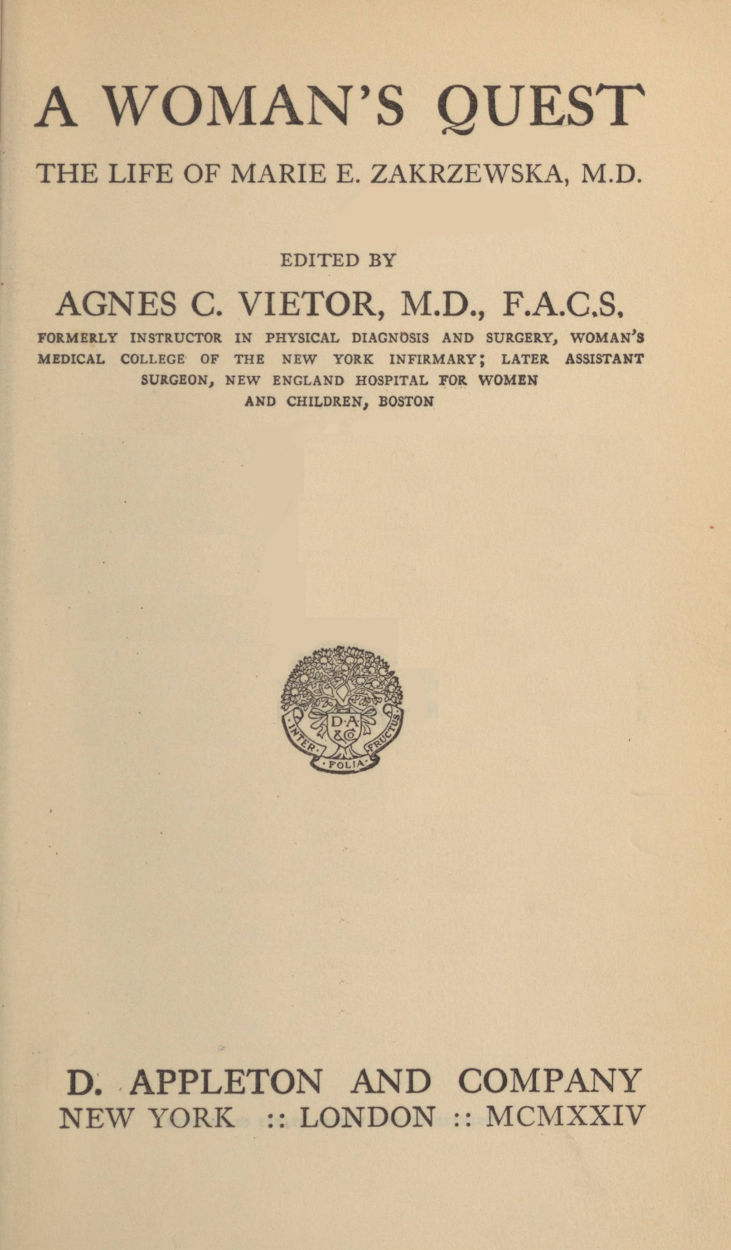 A WOMAN'S QUEST
THE LIFE OF MARIE E. ZAKRZEWSKA, M.D.
EDITED BY
AGNES C. VIETOR, M.D., F.A.C.S.
FORMERLY INSTRUCTOR IN PHYSICAL DIAGNOSIS AND SURGERY, WOMAN'S
MEDICAL COLLEGE OF THE NEW YORK INFIRMARY; LATER ASSISTANT
SURGEON, NEW ENGLAND HOSPITAL FOR WOMEN
AND CHILDREN, BOSTON
D·A·
&Co
·INTER·
·FOLIA·
FRUCTUS·
D. APPLETON AND COMPANY
NEW YORK :: LONDON :: MCMXXIV